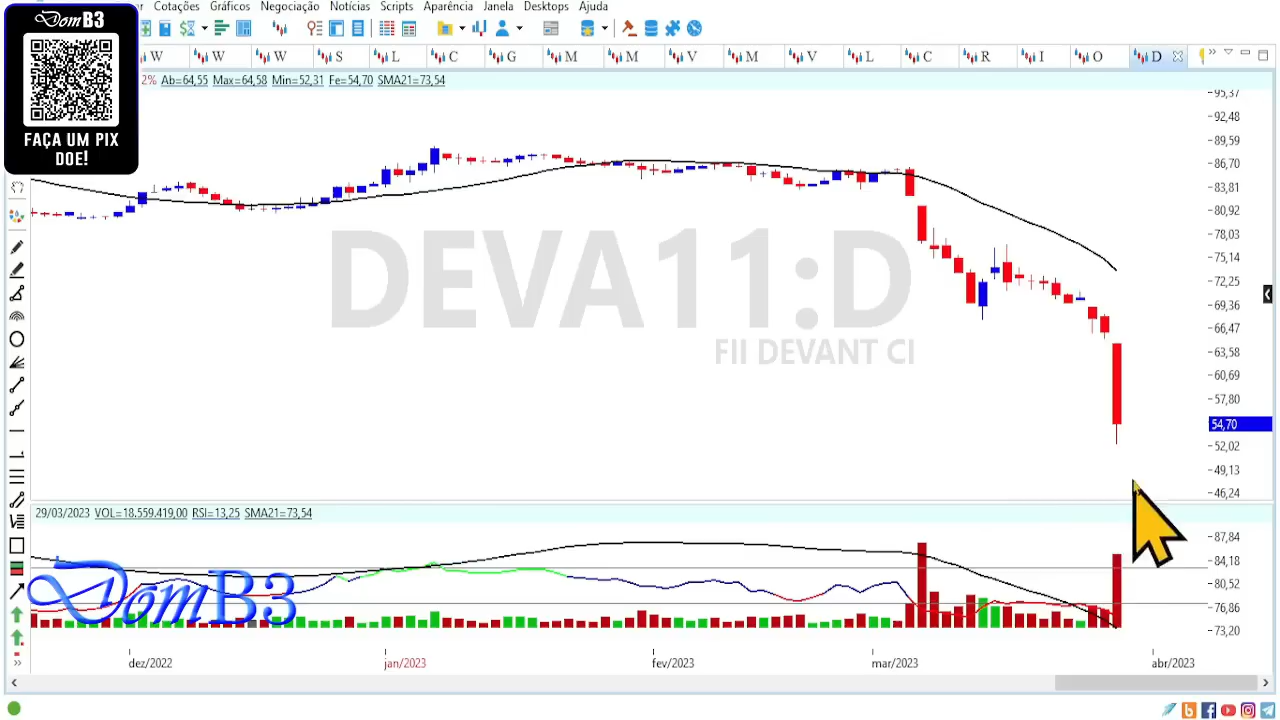 Cotações Gráficos Negociação Notícias Scripts Aparência Janela Desktops Ajuda
DomB3
FAÇA UM PIX
DOE!
W W W S L C G M M V M V L C R I O D
2% Ab=64,55 Max=64,58 Min=52,31 Fe=54,70 SMA21=73,54
95,37
92,48
89,59
86,70
83,81
80,92
78,03
75,14
72,25
69,36
66,47
63,58
60,69
57,80
54,70
52,02
49,13
46,24
DEVA11:D
FII DEVANT CI
29/03/2023 VOL=18.559.419,00 RSI=13,25 SMA21=73,54
87,84
84,18
80,52
76,86
73,20
DomB3
dez/2022 jan/2023 fev/2023 mar/2023 abr/2023